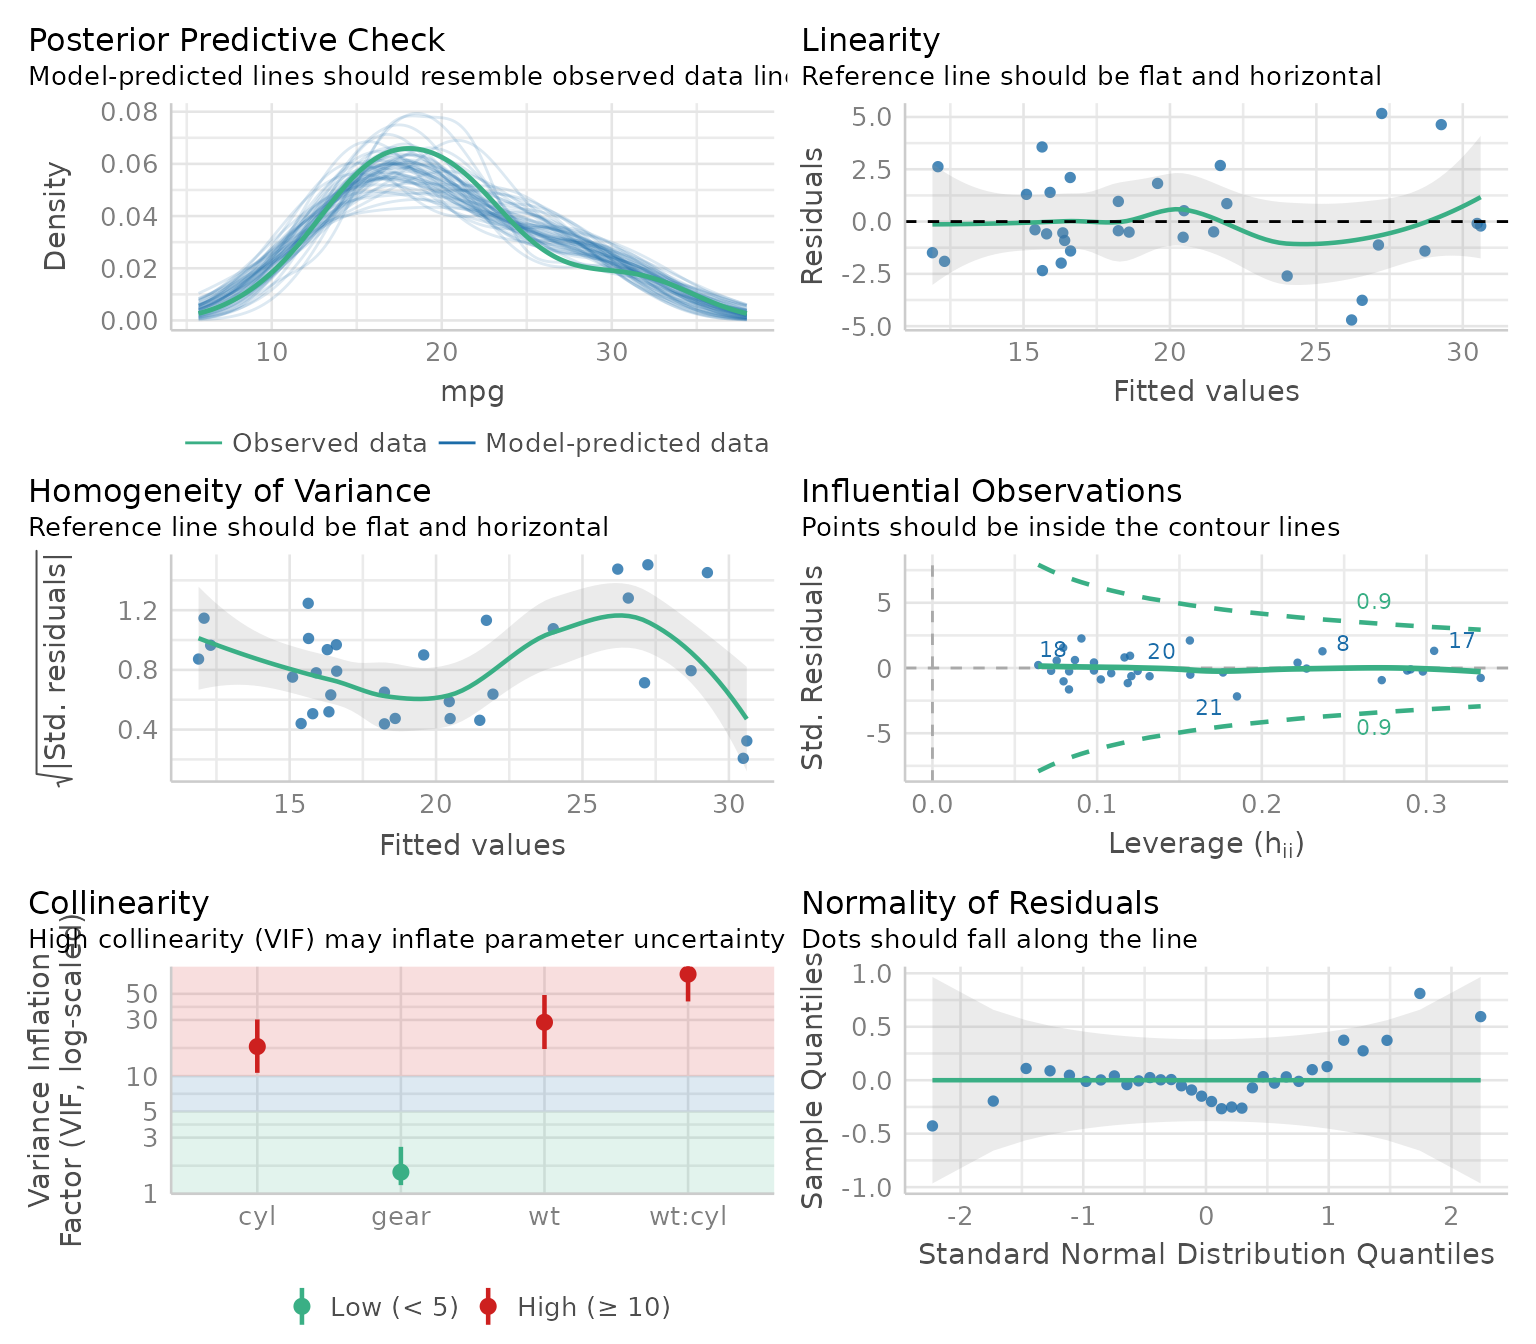 Posterior Predictive Check
Model-predicted lines should resemble observed data line
Density
0.08
0.06
0.04
0.02
0.00
10 20 30
mpg
Observed data Model-predicted data
Linearity
Reference line should be flat and horizontal
Residuals
5.0
2.5
0.0
-2.5
-5.0
15 20 25 30
Fitted values
Homogeneity of Variance
Reference line should be flat and horizontal
√|Std. residuals|
1.2
0.8
0.4
15 20 25 30
Fitted values
Influential Observations
Points should be inside the contour lines
Std. Residuals
5
0
-5
0.9
18
20
8
17
21
0.9
0.0 0.1 0.2 0.3
Leverage (hii)
Collinearity
High collinearity (VIF) may inflate parameter uncertainty
Variance Inflation
Factor (VIF, log-scaled)
50
30
10
5
3
1
cyl gear wt wt:cyl
Low (< 5) High (≥ 10)
Normality of Residuals
Dots should fall along the line
Sample Quantiles
1.0
0.5
0.0
-0.5
-1.0
-2 -1 0 1 2
Standard Normal Distribution Quantiles